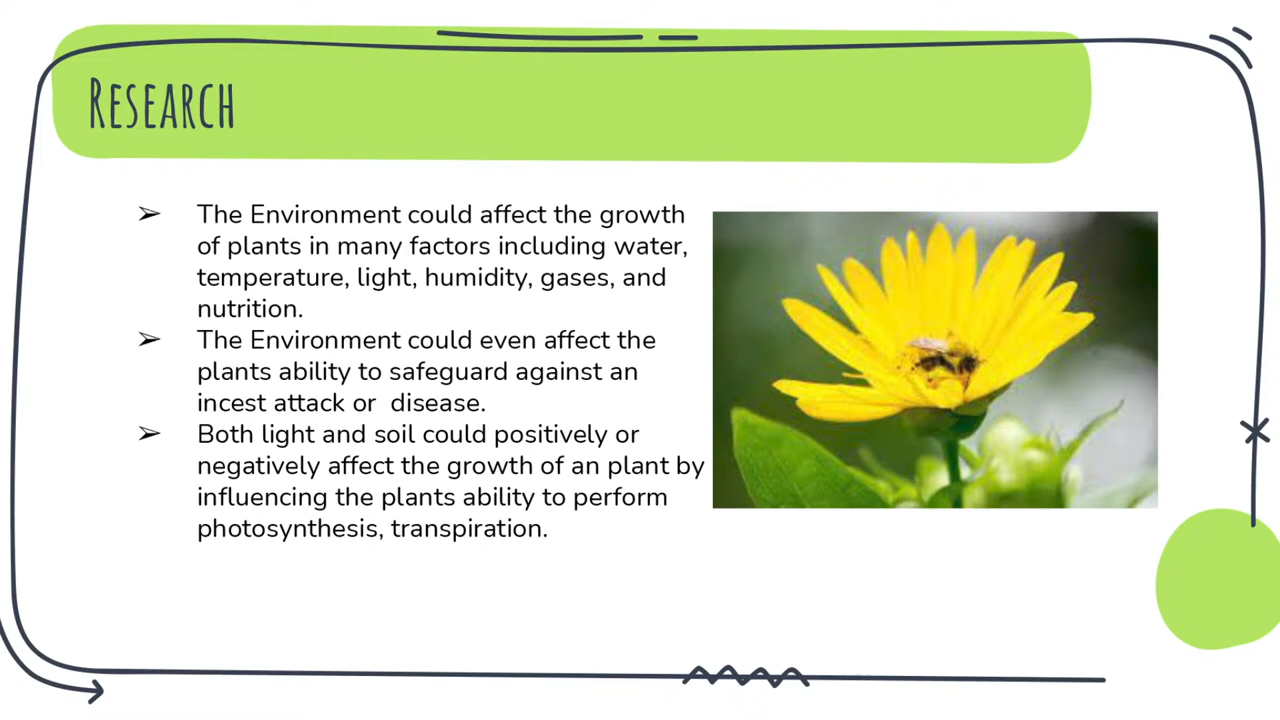 Research
➢ The Environment could affect the growth
of plants in many factors including water,
temperature, light, humidity, gases, and
nutrition.
➢ The Environment could even affect the
plants ability to safeguard against an
incest attack or  disease.
➢ Both light and soil could positively or
negatively affect the growth of an plant by
influencing the plants ability to perform
photosynthesis, transpiration.